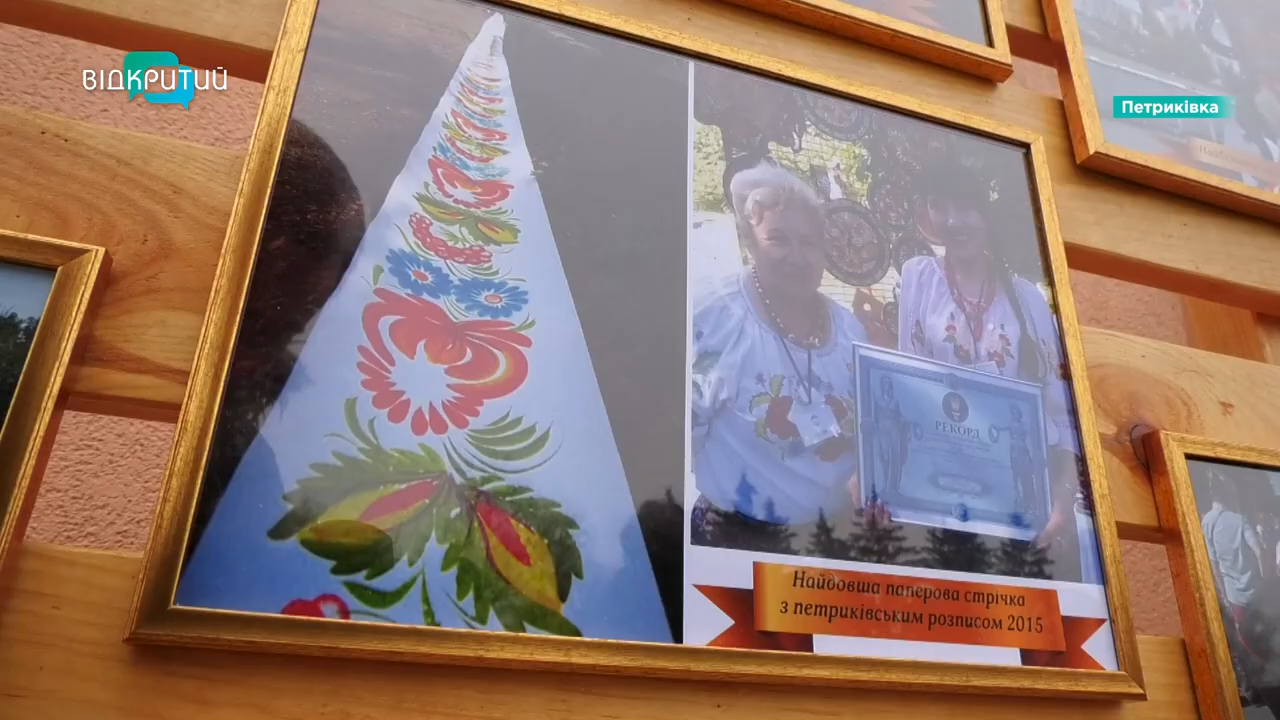 ВІДКРИТИЙ
Петриківка
РЕКОРД
Найдовша паперова стрічка
з петриківським розписом 2015